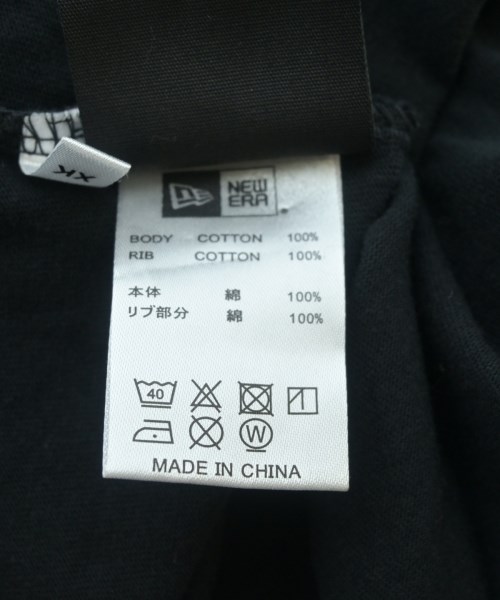 XK
NEW
ERA
BODY COTTON 100%
RIB COTTON 100%
本体 綿 100%
リブ部分 綿 100%
40
W
MADE IN CHINA